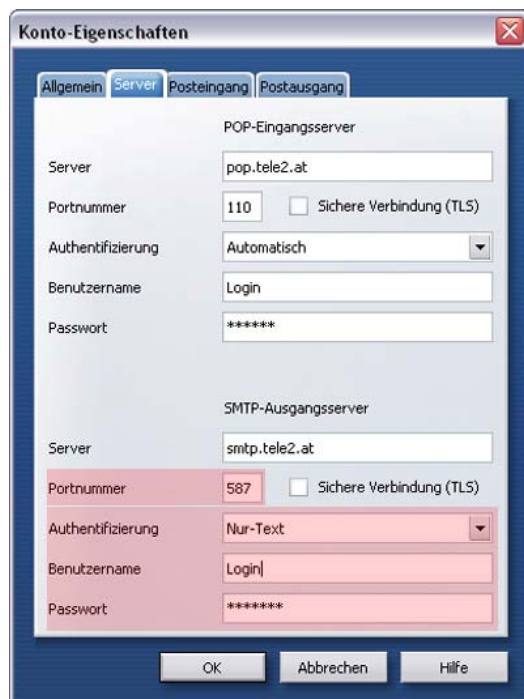 Konto-Eigenschaften
Allgemein Server Posteingang Postausgang
POP-Eingangsserver
Server pop.tele2.at
Portnummer 110 Sichere Verbindung (TLS)
Authentifizierung Automatisch
Benutzername Login
Passwort ******
SMTP-Ausgangsserver
Server smtp.tele2.at
Portnummer 587 Sichere Verbindung (TLS)
Authentifizierung Nur-Text
Benutzername Login
Passwort *******
OK Abbrechen Hilfe